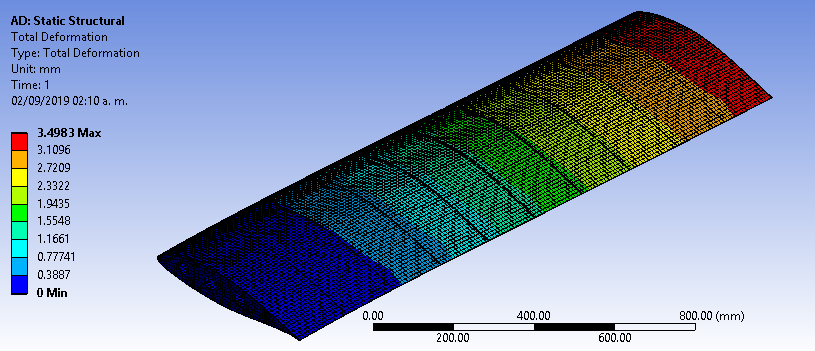 AD: Static Structural
Total Deformation
Type: Total Deformation
Unit: mm
Time: 1
02/09/2019 02:10 a. m.
3.4983 Max
3.1096
2.7209
2.3322
1.9435
1.5548
1.1661
0.77741
0.3887
0 Min
0.00 400.00 800.00 (mm)
200.00 600.00